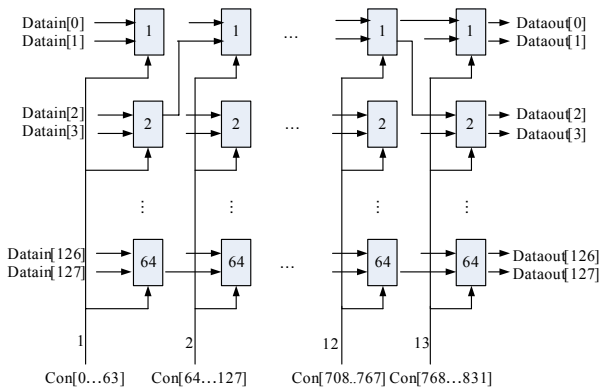 Datain[0] 1 1 ... 1 1 Dataout[0]
Datain[1] Dataout[1]
Datain[2] 2 2 ... 2 2 Dataout[2]
Datain[3] Dataout[3]
⋮ ⋮ ⋮ ⋮
Datain[126] 64 64 ... 64 64 Dataout[126]
Datain[127] Dataout[127]
1 2 12 13
Con[0...63] Con[64...127] Con[708..767] Con[768...831]